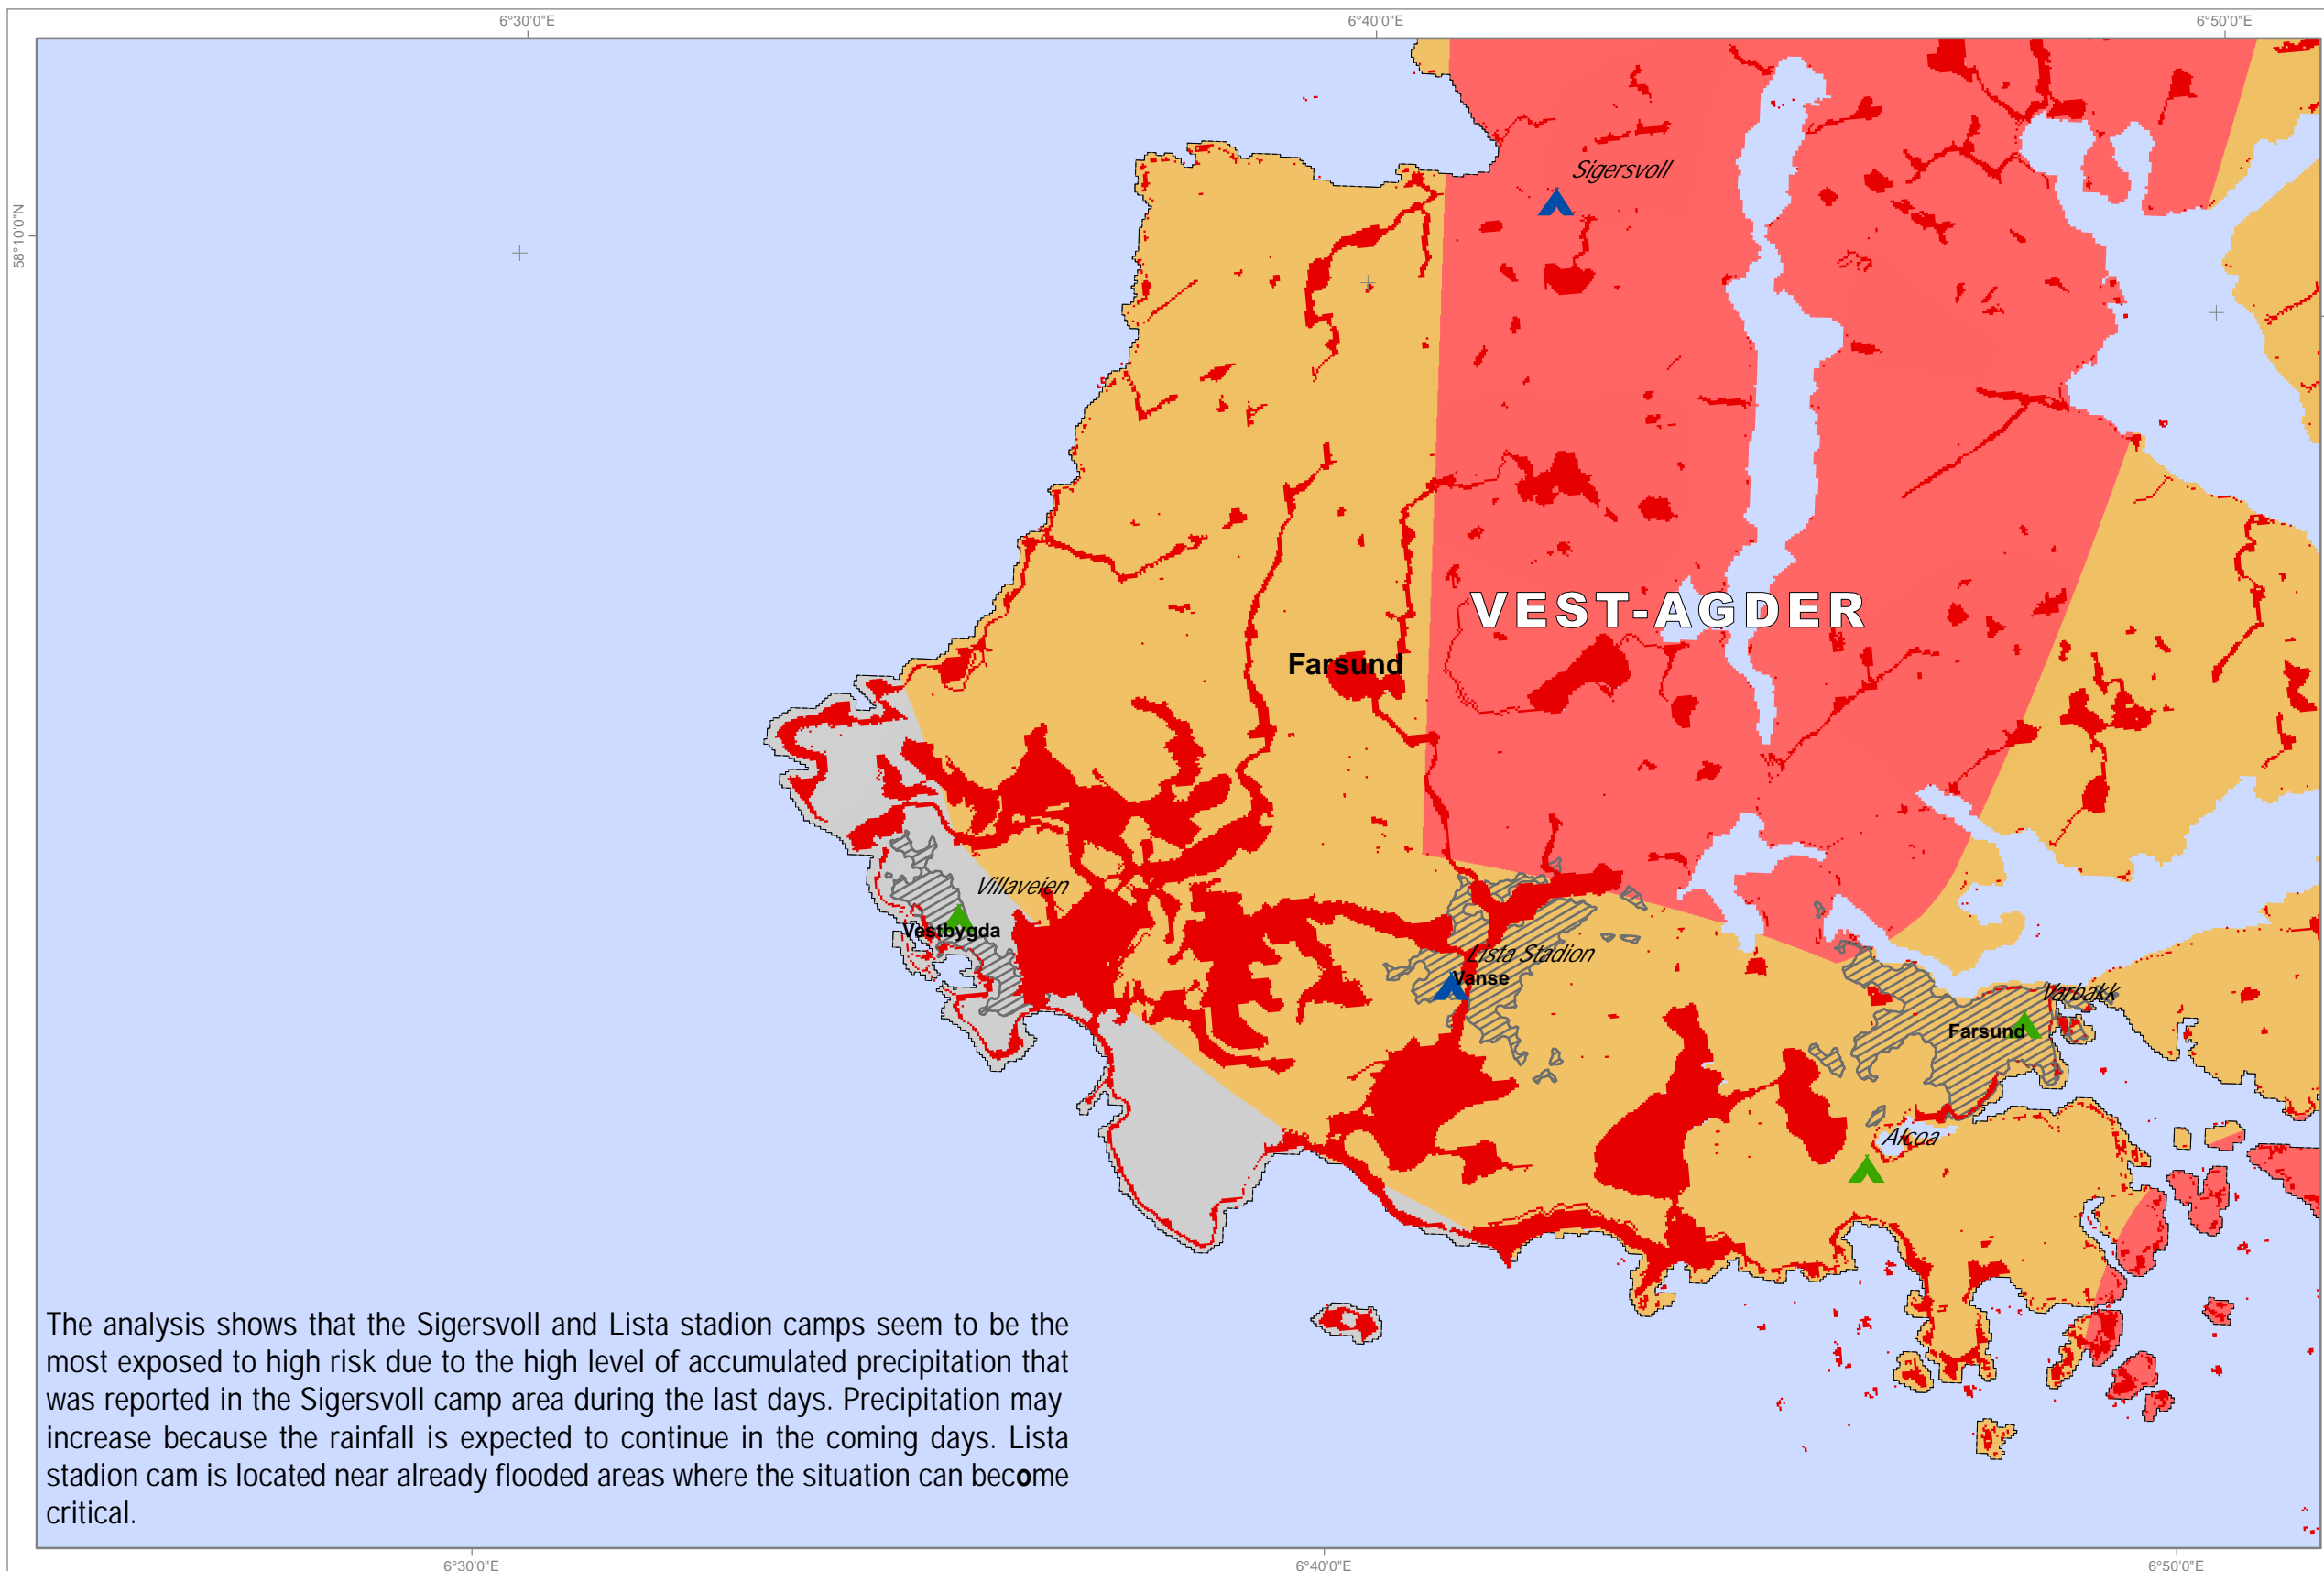 6°30'0"E
6°40'0"E
6°50'0"E
58°10'0"N
Sigersvoll
VEST-AGDER
Farsund
Villaveien
Vestbygda
Lista Stadion
Vanse
Varbakk
Farsund
Alcoa
The analysis shows that the Sigersvoll and Lista stadion camps seem to be the
most exposed to high risk due to the high level of accumulated precipitation that
was reported in the Sigersvoll camp area during the last days. Precipitation may
increase because the rainfall is expected to continue in the coming days. Lista
stadion cam is located near already flooded areas where the situation can become
critical.
6°30'0"E
6°40'0"E
6°50'0"E